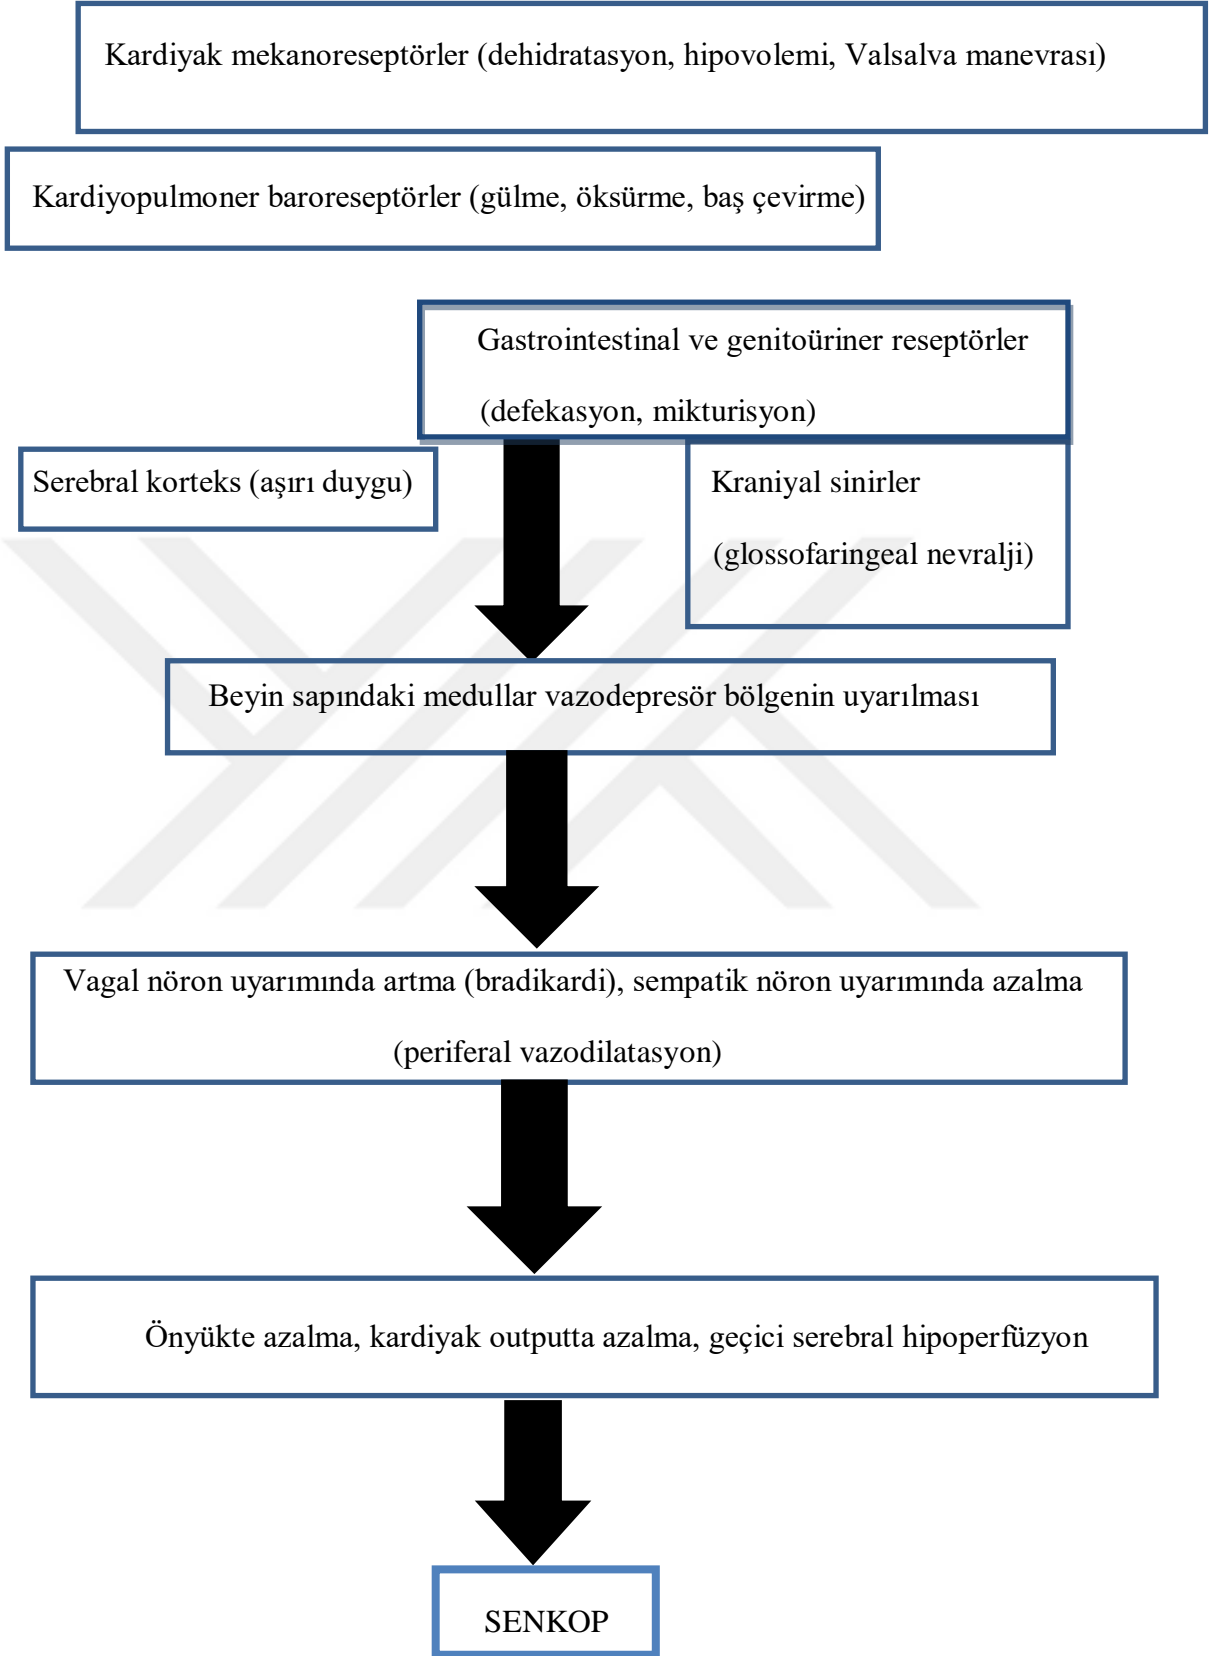 Kardiyak mekanoreseptörler (dehidratasyon, hipovolemi, Valsalva manevrası)
Kardiyopulmoner baroreseptörler (gülme, öksürme, baş çevirme)
Gastrointestinal ve genitoüriner reseptörler
(defekasyon, mikturisyon)
Serebral korteks (aşırı duygu)
Kraniyal sinirler
(glossofaringeal nevralji)
Beyin sapındaki medullar vazodepresör bölgenin uyarılması
Vagal nöron uyarımında artma (bradikardi), sempatik nöron uyarımında azalma
(periferal vazodilatasyon)
Önyükte azalma, kardiyak outputta azalma, geçici serebral hipoperfüzyon
SENKOP